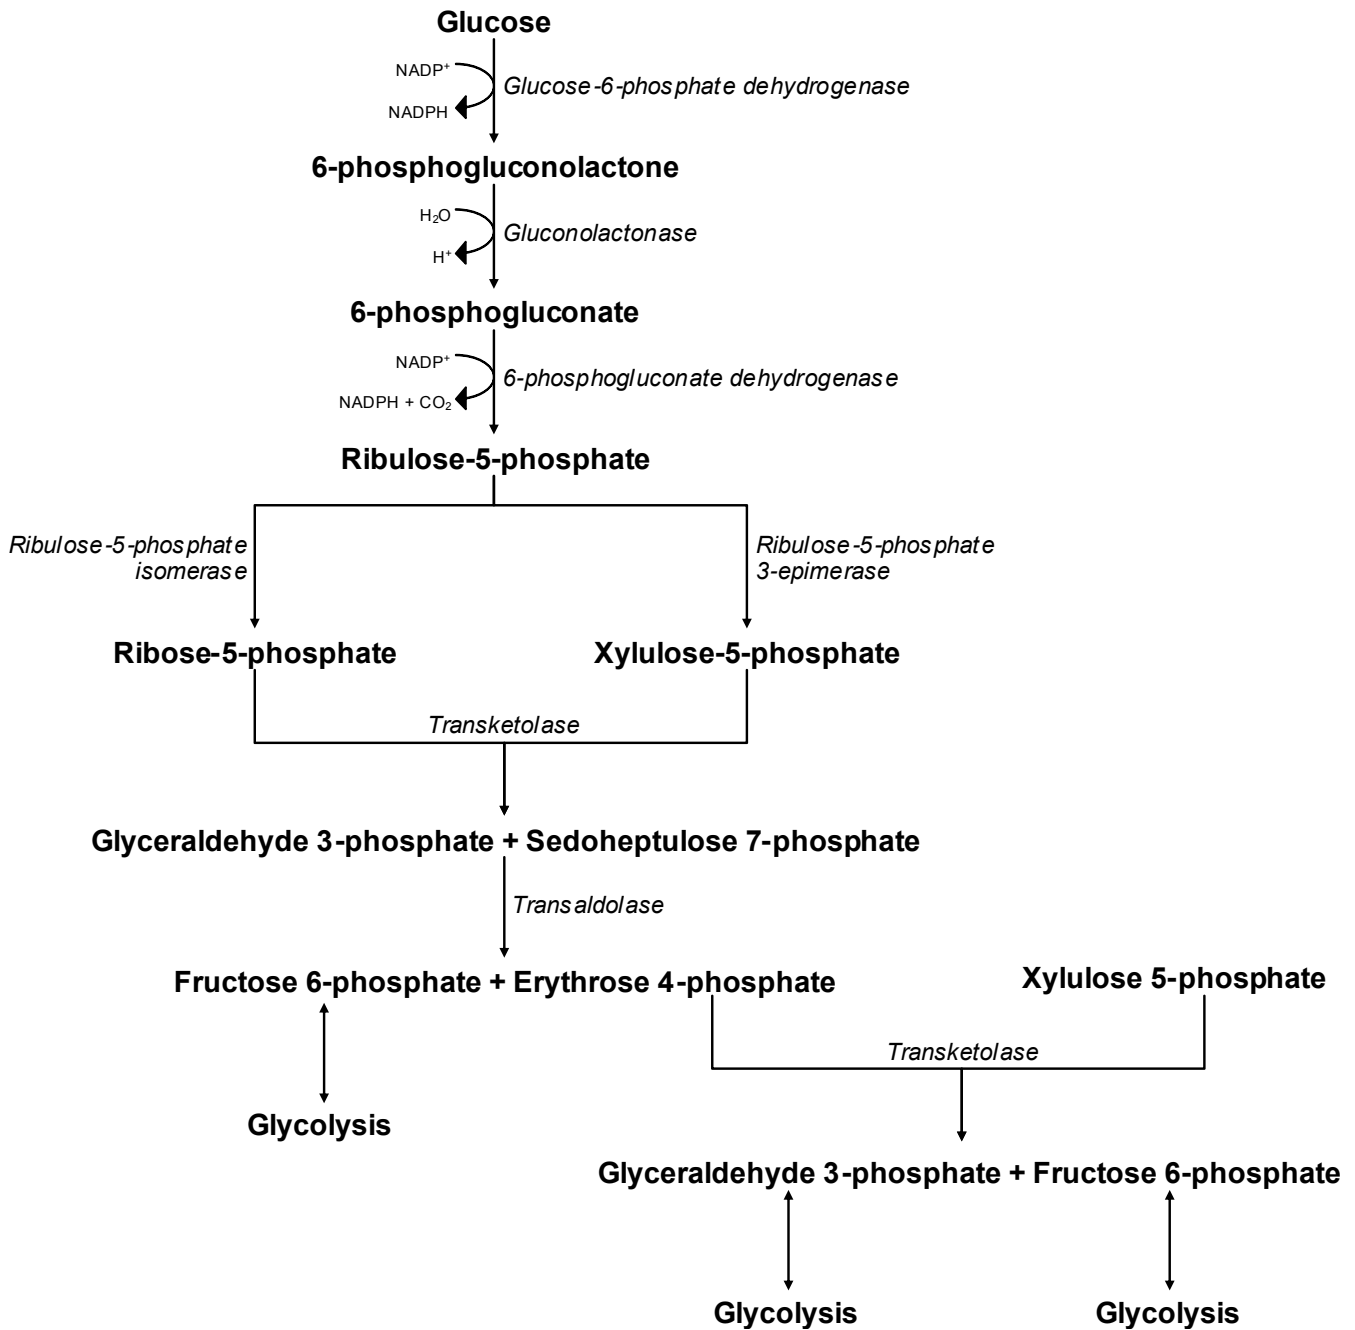 Glucose
NADP⁺
Glucose-6-phosphate dehydrogenase
NADPH
6-phosphogluconolactone
H₂O
Gluconolactonase
H⁺
6-phosphogluconate
NADP⁺
6-phosphogluconate dehydrogenase
NADPH + CO₂
Ribulose-5-phosphate
Ribulose-5-phosphate
isomerase
Ribulose-5-phosphate
3-epimerase
Ribose-5-phosphate
Xylulose-5-phosphate
Transketolase
Glyceraldehyde 3-phosphate + Sedoheptulose 7-phosphate
Transaldolase
Fructose 6-phosphate + Erythrose 4-phosphate
Xylulose 5-phosphate
Transketolase
Glycolysis
Glyceraldehyde 3-phosphate + Fructose 6-phosphate
Glycolysis
Glycolysis